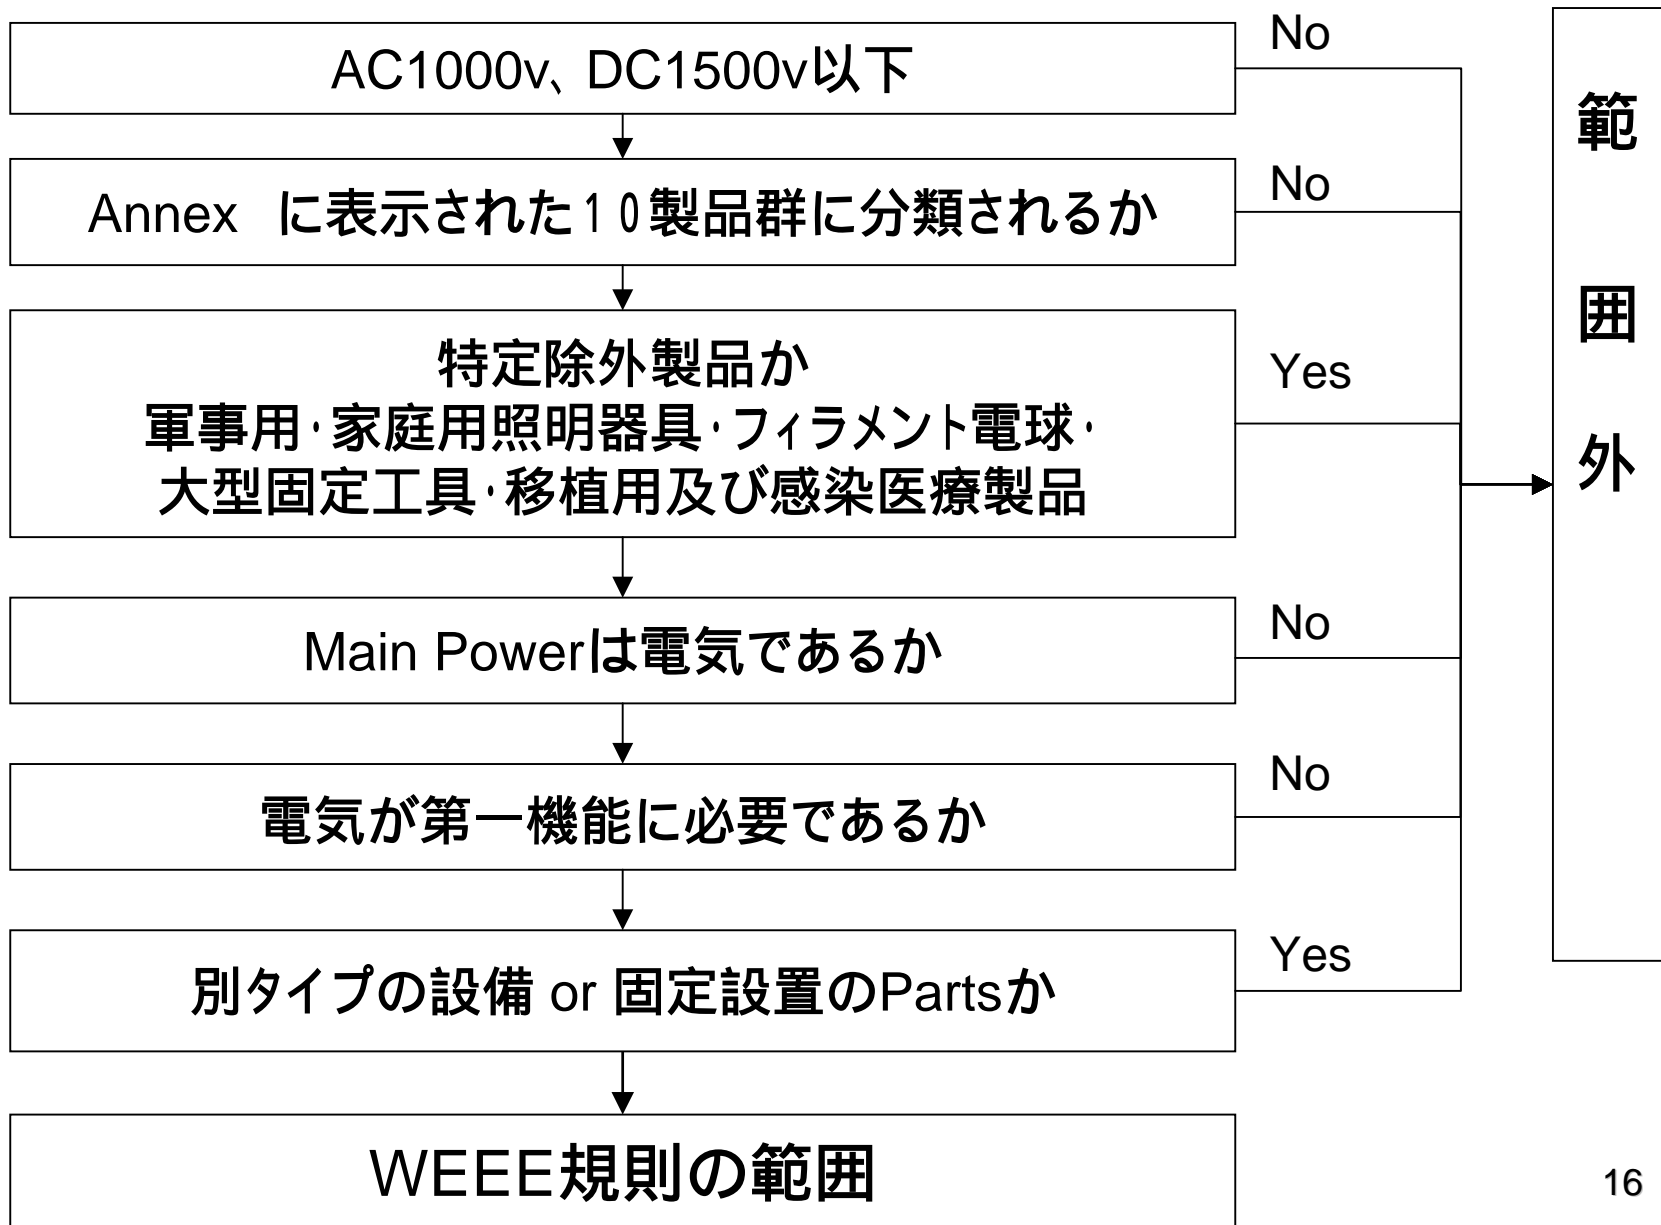 AC1000v、DC1500v以下
No
Annex　に表示された１０製品群に分類されるか
No
特定除外製品か
軍事用・家庭用照明器具・フィラメント電球・
大型固定工具・移植用及び感染医療製品
Yes
Main Powerは電気であるか
No
電気が第一機能に必要であるか
No
別タイプの設備 or 固定設置のPartsか
Yes
WEEE規則の範囲
範
囲
外
16